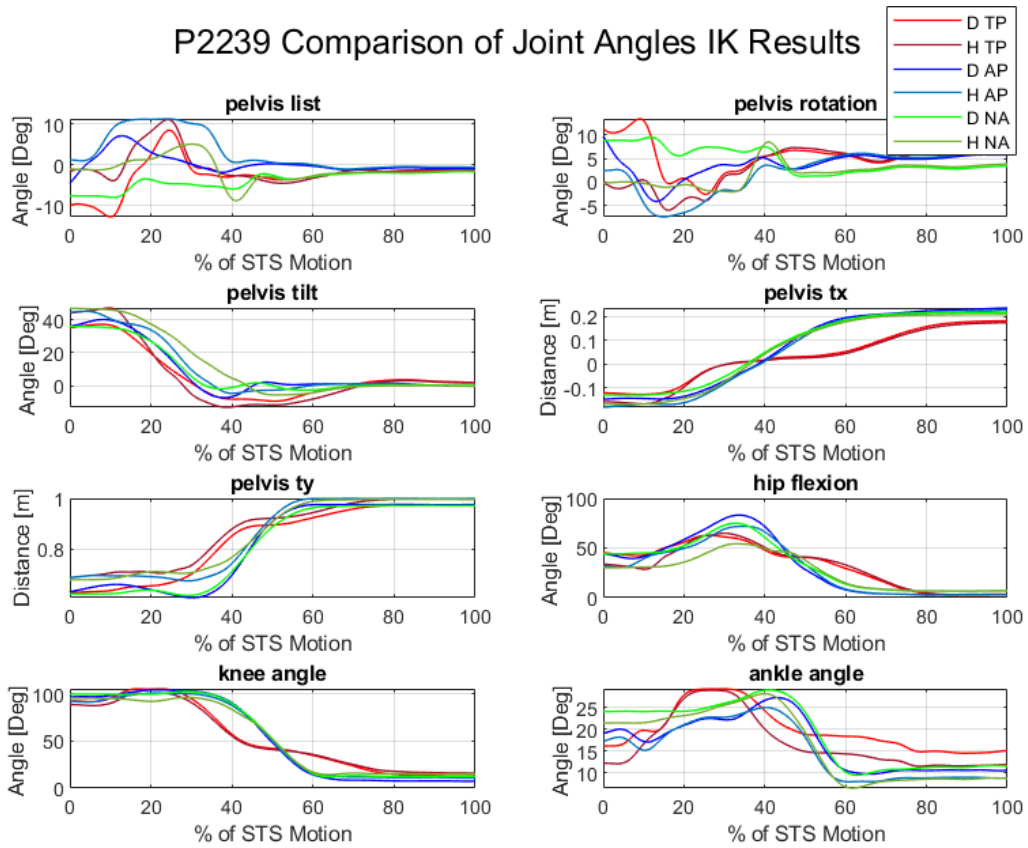 P2239 Comparison of Joint Angles IK Results
D TP
H TP
D AP
H AP
D NA
H NA
pelvis list
Angle [Deg]
10
0
-10
0 20 40 60 80 100
% of STS Motion
pelvis rotation
Angle [Deg]
10
5
0
-5
0 20 40 60 80 100
% of STS Motion
pelvis tilt
Angle [Deg]
40
20
0
0 20 40 60 80 100
% of STS Motion
pelvis tx
Distance [m]
0.2
0.1
0
-0.1
0 20 40 60 80 100
% of STS Motion
pelvis ty
Distance [m]
1
0.8
0 20 40 60 80 100
% of STS Motion
hip flexion
Angle [Deg]
100
50
0
0 20 40 60 80 100
% of STS Motion
knee angle
Angle [Deg]
100
50
0
0 20 40 60 80 100
% of STS Motion
ankle angle
Angle [Deg]
25
20
15
10
0 20 40 60 80 100
% of STS Motion